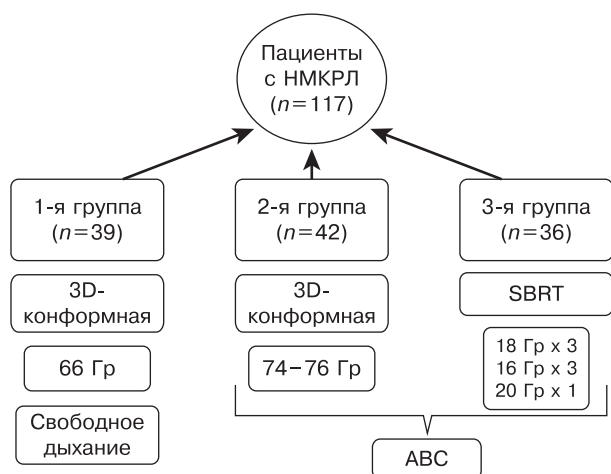 Пациенты
с НМКРЛ
(n=117)
1-я группа
(n=39)
2-я группа
(n=42)
3-я группа
(n=36)
3D-
конформная
3D-
конформная
SBRT
66 Гр
74–76 Гр
18 Гр x 3
16 Гр x 3
20 Гр x 1
Свободное
дыхание
ABC